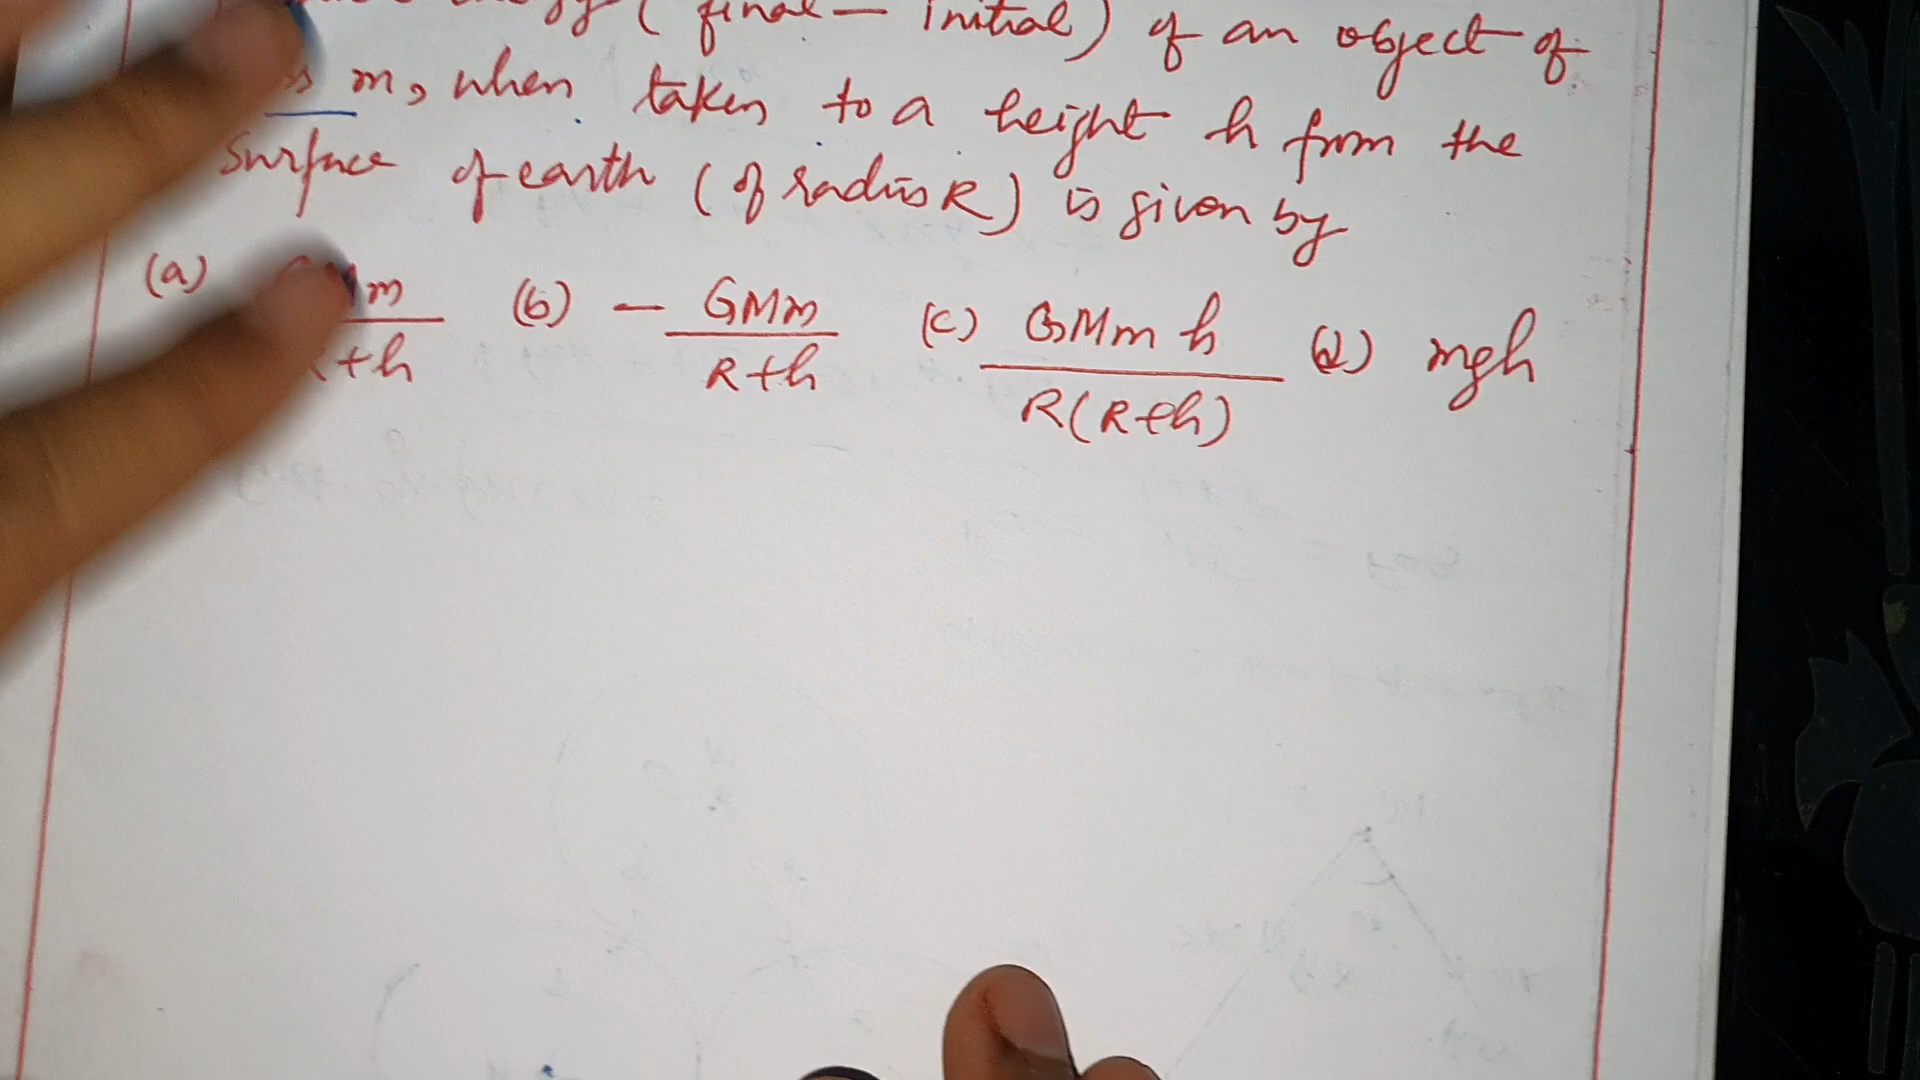 (final - initial) of an object of
m, when taken to a height h from the
surface of earth (of radius R) is given by
(a) m / +h (b) - GMm / R+h (c) GMm h / R(R+h) (d) mgh